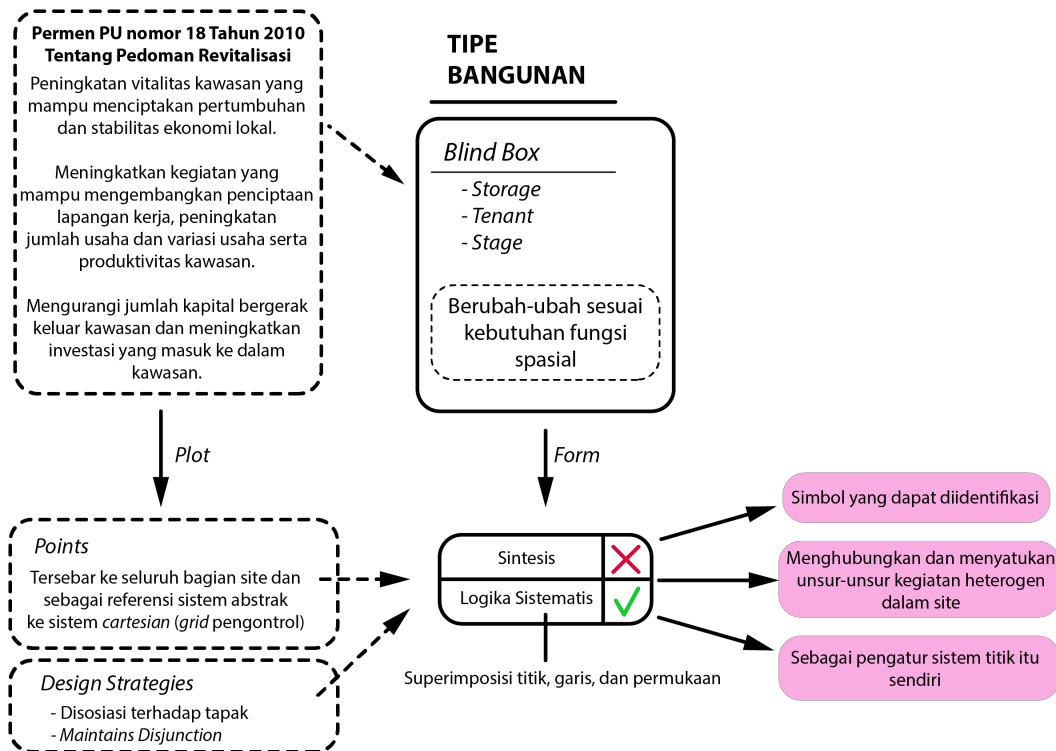 Permen PU nomor 18 Tahun 2010
Tentang Pedoman Revitalisasi
Peningkatan vitalitas kawasan yang
mampu menciptakan pertumbuhan
dan stabilitas ekonomi lokal.
Meningkatkan kegiatan yang
mampu mengembangkan penciptaan
lapangan kerja, peningkatan
jumlah usaha dan variasi usaha serta
produktivitas kawasan.
Mengurangi jumlah kapital bergerak
keluar kawasan dan meningkatkan
investasi yang masuk ke dalam
kawasan.
TIPE
BANGUNAN
Blind Box
- Storage
- Tenant
- Stage
Berubah-ubah sesuai
kebutuhan fungsi
spasial
Plot
Form
Points
Tersebar ke seluruh bagian site dan
sebagai referensi sistem abstrak
ke sistem cartesian (grid pengontrol)
Design Strategies
- Disosiasi terhadap tapak
- Maintains Disjunction
Sintesis
Logika Sistematis
Superimposisi titik, garis, dan permukaan
Simbol yang dapat diidentifikasi
Menghubungkan dan menyatukan
unsur-unsur kegiatan heterogen
dalam site
Sebagai pengatur sistem titik itu
sendiri